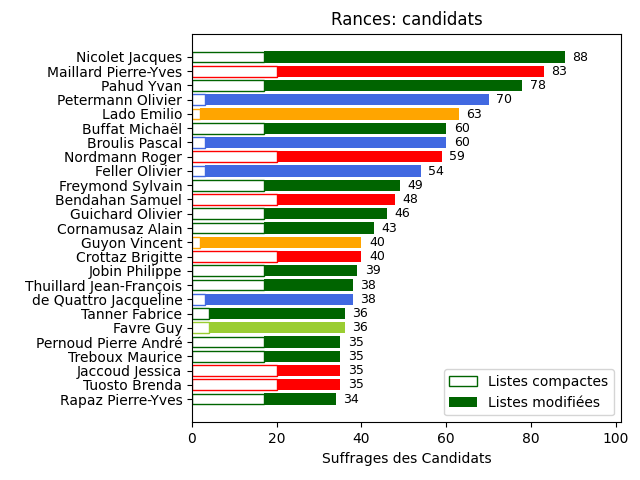 Rances: candidats
Nicolet Jacques 88
Maillard Pierre-Yves 83
Pahud Yvan 78
Petermann Olivier 70
Lado Emilio 63
Buffat Michaël 60
Broulis Pascal 60
Nordmann Roger 59
Feller Olivier 54
Freymond Sylvain 49
Bendahan Samuel 48
Guichard Olivier 46
Cornamusaz Alain 43
Guyon Vincent 40
Crottaz Brigitte 40
Jobin Philippe 39
Thuillard Jean-François 38
de Quattro Jacqueline 38
Tanner Fabrice 36
Favre Guy 36
Pernoud Pierre André 35
Treboux Maurice 35
Jaccoud Jessica 35
Tuosto Brenda 35
Rapaz Pierre-Yves 34
Listes compactes
Listes modifiées
0 20 40 60 80 100
Suffrages des Candidats